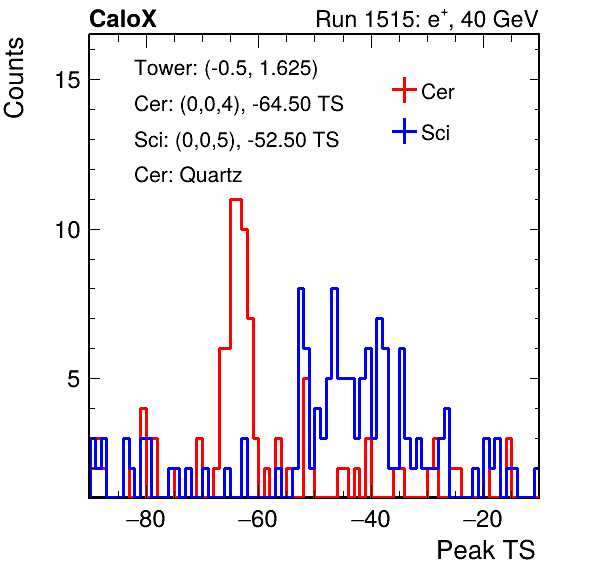 CaloX Run 1515: e⁺, 40 GeV
Counts
Tower: (-0.5, 1.625)
Cer: (0,0,4), -64.50 TS
Sci: (0,0,5), -52.50 TS
Cer: Quartz
Cer
Sci
15
10
5
−80 −60 −40 −20
Peak TS